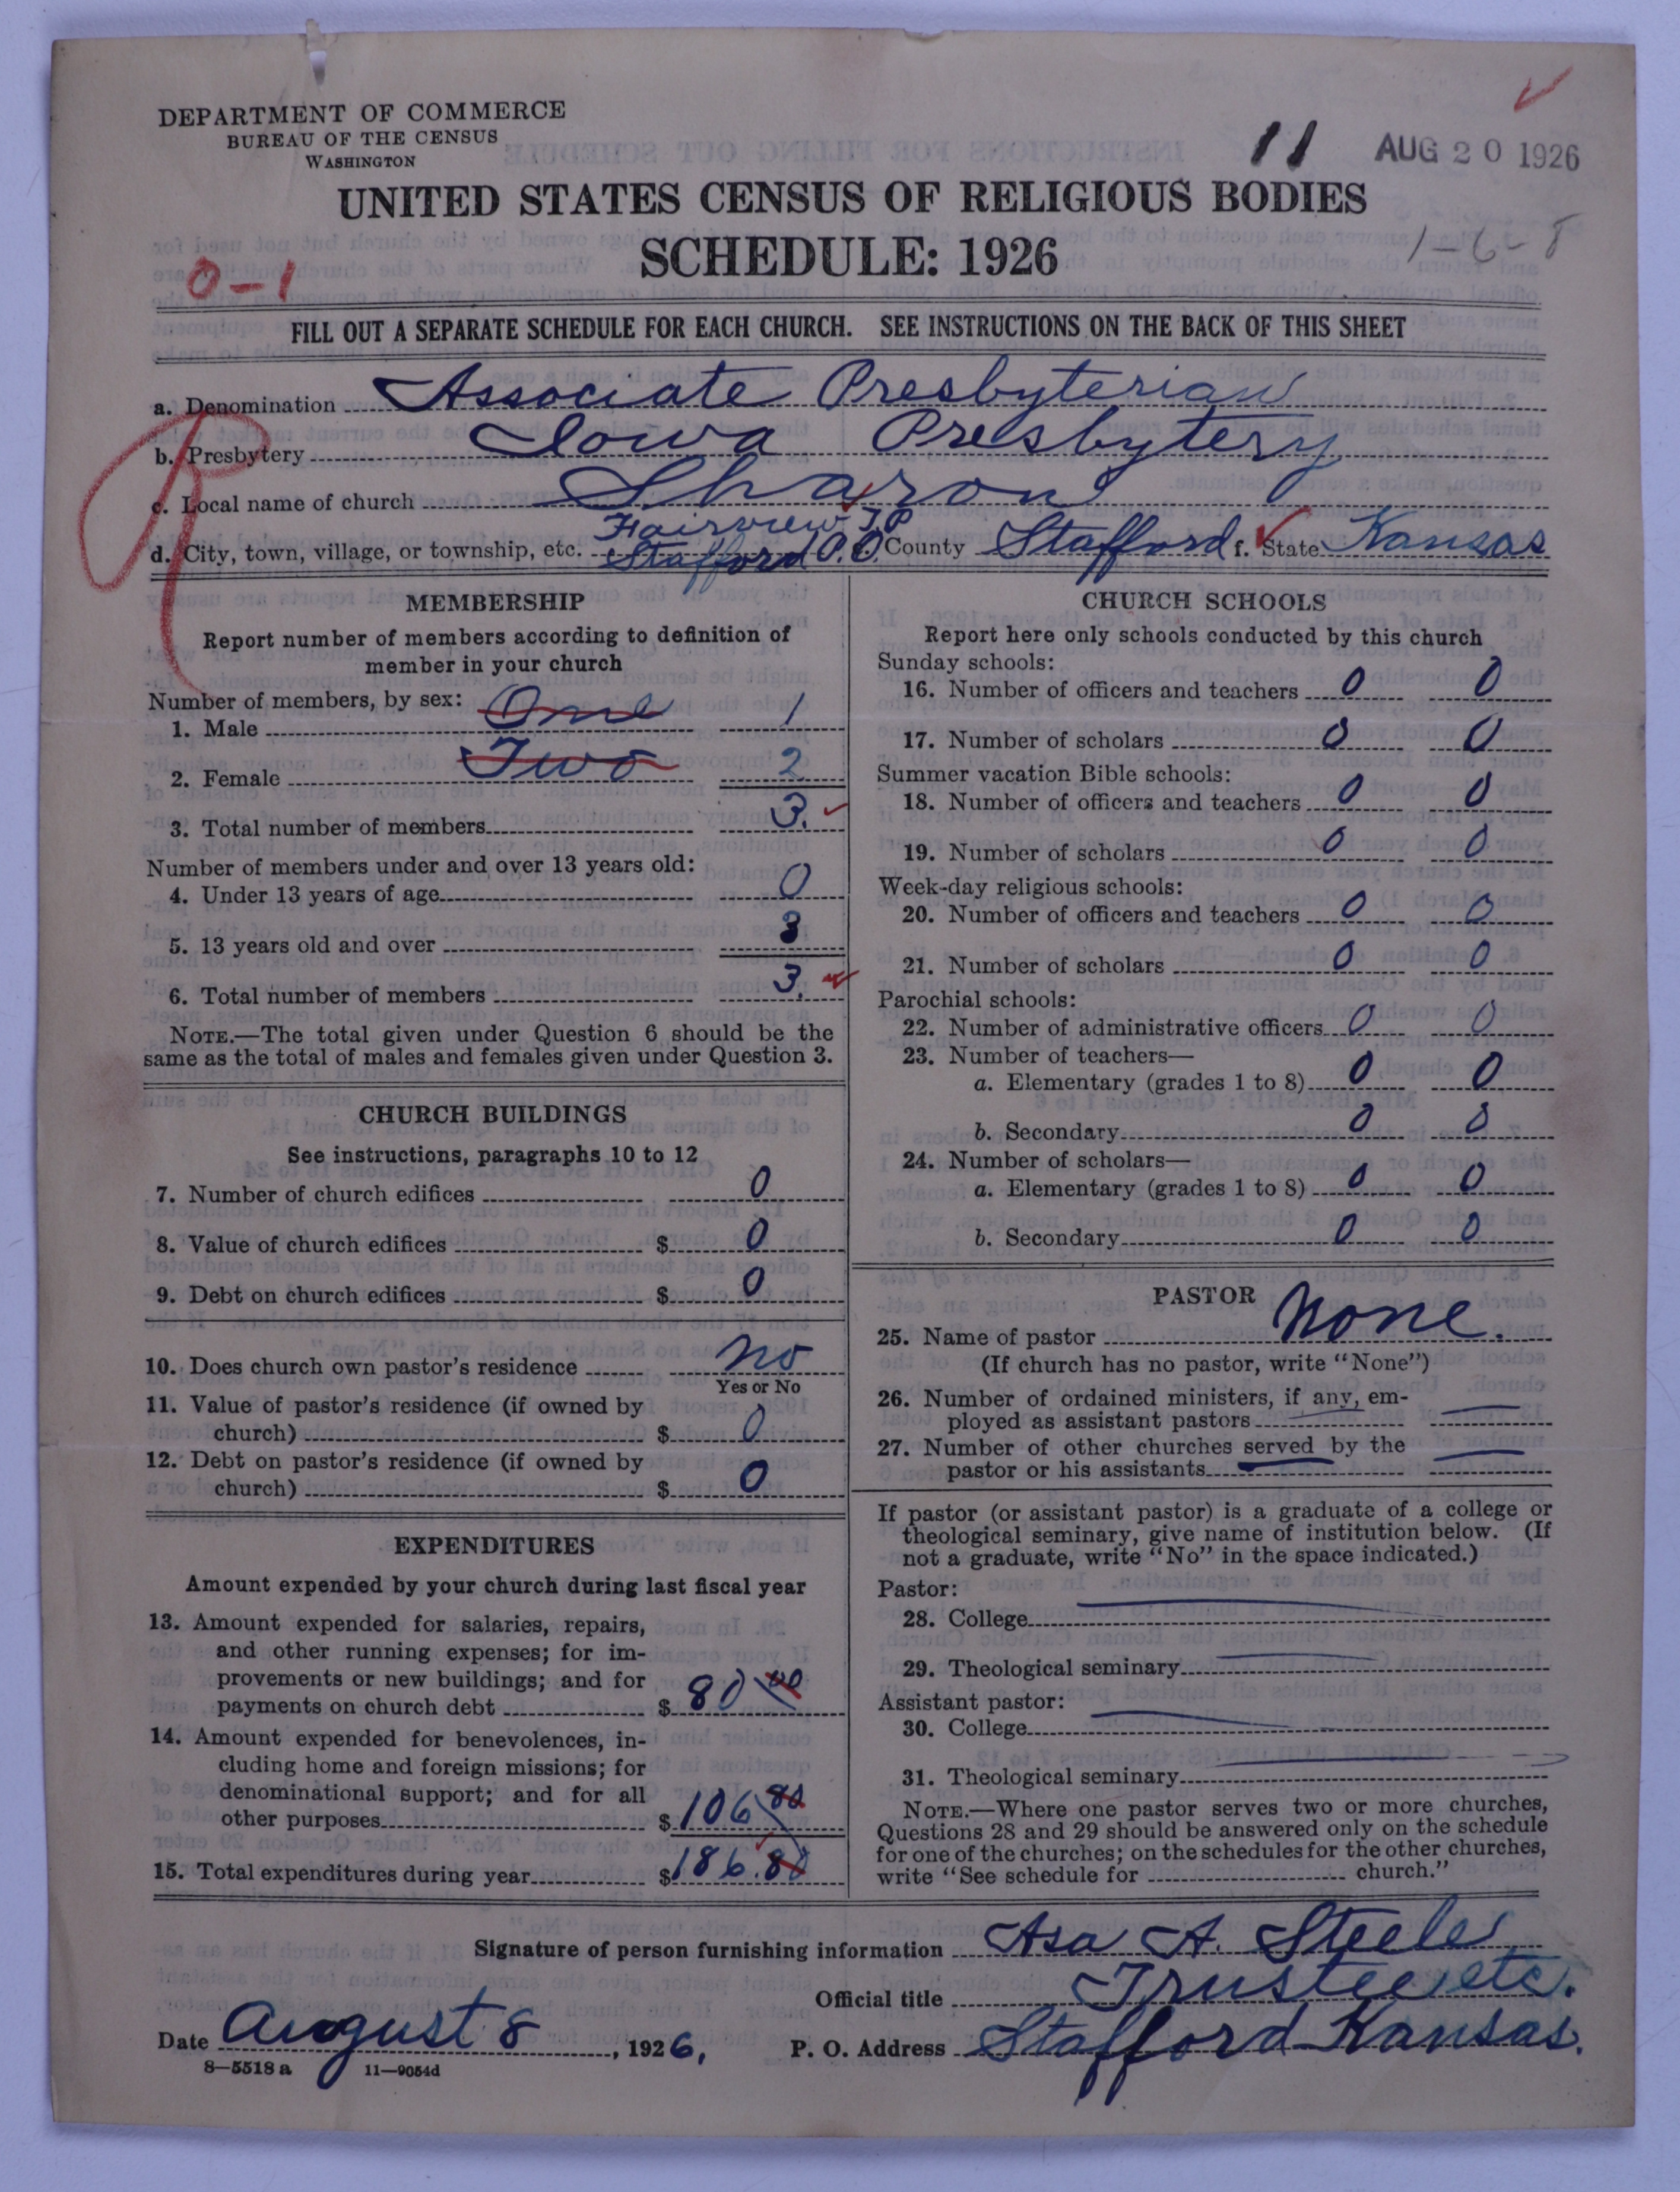 DEPARTMENT OF COMMERCE
BUREAU OF THE CENSUS
WASHINGTON
11 AUG 20 1926
UNITED STATES CENSUS OF RELIGIOUS BODIES
SCHEDULE: 1926
1-6-8
0-1
FILL OUT A SEPARATE SCHEDULE FOR EACH CHURCH. SEE INSTRUCTIONS ON THE BACK OF THIS SHEET
a. Denomination Associate Presbyterian
b. Presbytery Iowa Presbytery
c. Local name of church Sharon
Fairview T.P
d. City, town, village, or township, etc. Stafford P.O. County Stafford f. State Kansas
MEMBERSHIP
Report number of members according to definition of
member in your church
Number of members, by sex:
1. Male One 1
2. Female Two 2
3. Total number of members 3.
Number of members under and over 13 years old:
4. Under 13 years of age 0
5. 13 years old and over 3
6. Total number of members 3.
NOTE.—The total given under Question 6 should be the
same as the total of males and females given under Question 3.
CHURCH BUILDINGS
See instructions, paragraphs 10 to 12
7. Number of church edifices 0
8. Value of church edifices $ 0
9. Debt on church edifices $ 0
10. Does church own pastor's residence no
Yes or No
11. Value of pastor's residence (if owned by
church) $ 0
12. Debt on pastor's residence (if owned by
church) $ 0
EXPENDITURES
Amount expended by your church during last fiscal year
13. Amount expended for salaries, repairs,
and other running expenses; for im-
provements or new buildings; and for
payments on church debt $ 80 00
14. Amount expended for benevolences, in-
cluding home and foreign missions; for
denominational support; and for all
other purposes $ 106 80
15. Total expenditures during year $ 186.80
CHURCH SCHOOLS
Report here only schools conducted by this church
Sunday schools:
16. Number of officers and teachers 0 0
17. Number of scholars 0 0
Summer vacation Bible schools:
18. Number of officers and teachers 0 0
19. Number of scholars 0 0
Week-day religious schools:
20. Number of officers and teachers 0 0
21. Number of scholars 0 0
Parochial schools:
22. Number of administrative officers 0 0
23. Number of teachers—
a. Elementary (grades 1 to 8) 0 0
b. Secondary 0 0
24. Number of scholars—
a. Elementary (grades 1 to 8) 0 0
b. Secondary 0 0
PASTOR
25. Name of pastor None.
(If church has no pastor, write "None")
26. Number of ordained ministers, if any, em-
ployed as assistant pastors —
27. Number of other churches served by the
pastor or his assistants —
If pastor (or assistant pastor) is a graduate of a college or
theological seminary, give name of institution below. (If
not a graduate, write "No" in the space indicated.)
Pastor:
28. College
29. Theological seminary
Assistant pastor:
30. College
31. Theological seminary
NOTE.—Where one pastor serves two or more churches,
Questions 28 and 29 should be answered only on the schedule
for one of the churches; on the schedules for the other churches,
write "See schedule for church."
Signature of person furnishing information Asa A. Steele
Official title Trustee etc.
Date August 8, 1926, P. O. Address Stafford Kansas.
8—5518 a 11—9054d